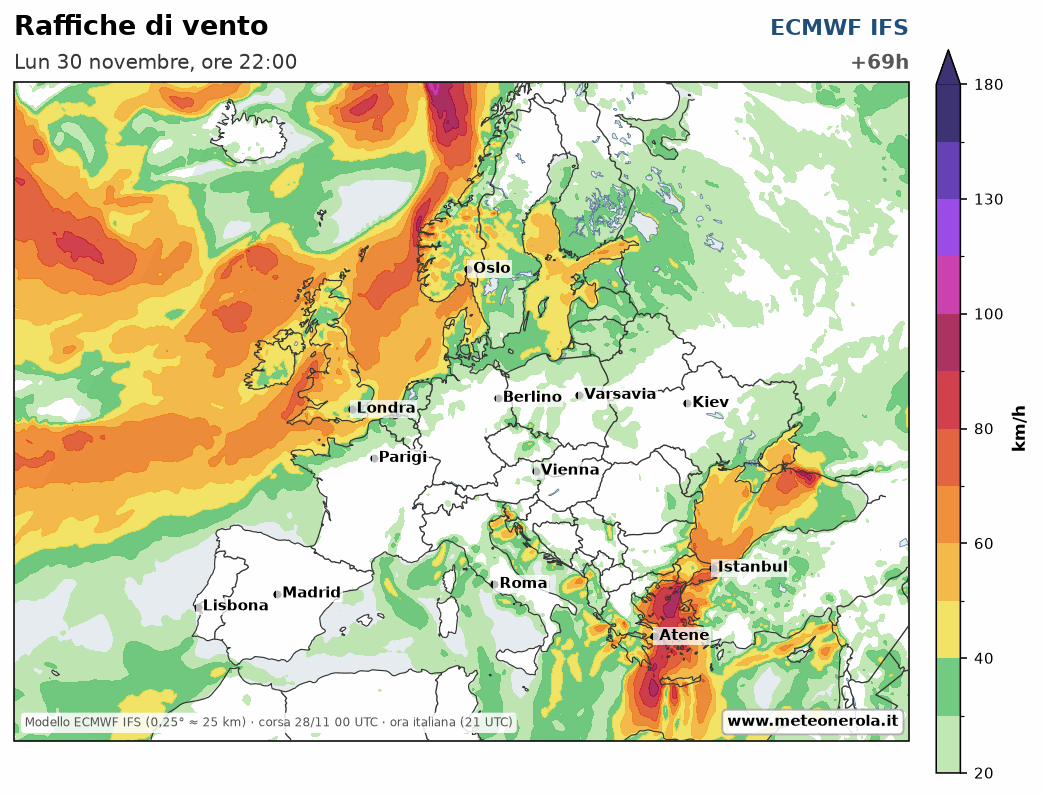 Raffiche di vento
ECMWF IFS
Lun 30 novembre, ore 22:00
+69h
180
130
100
80
60
40
20
km/h
Oslo
Londra
Berlino
Varsavia
Kiev
Parigi
Vienna
Istanbul
Roma
Madrid
Lisbona
Atene
Modello ECMWF IFS (0,25° ≈ 25 km) · corsa 28/11 00 UTC · ora italiana (21 UTC)
www.meteonerola.it